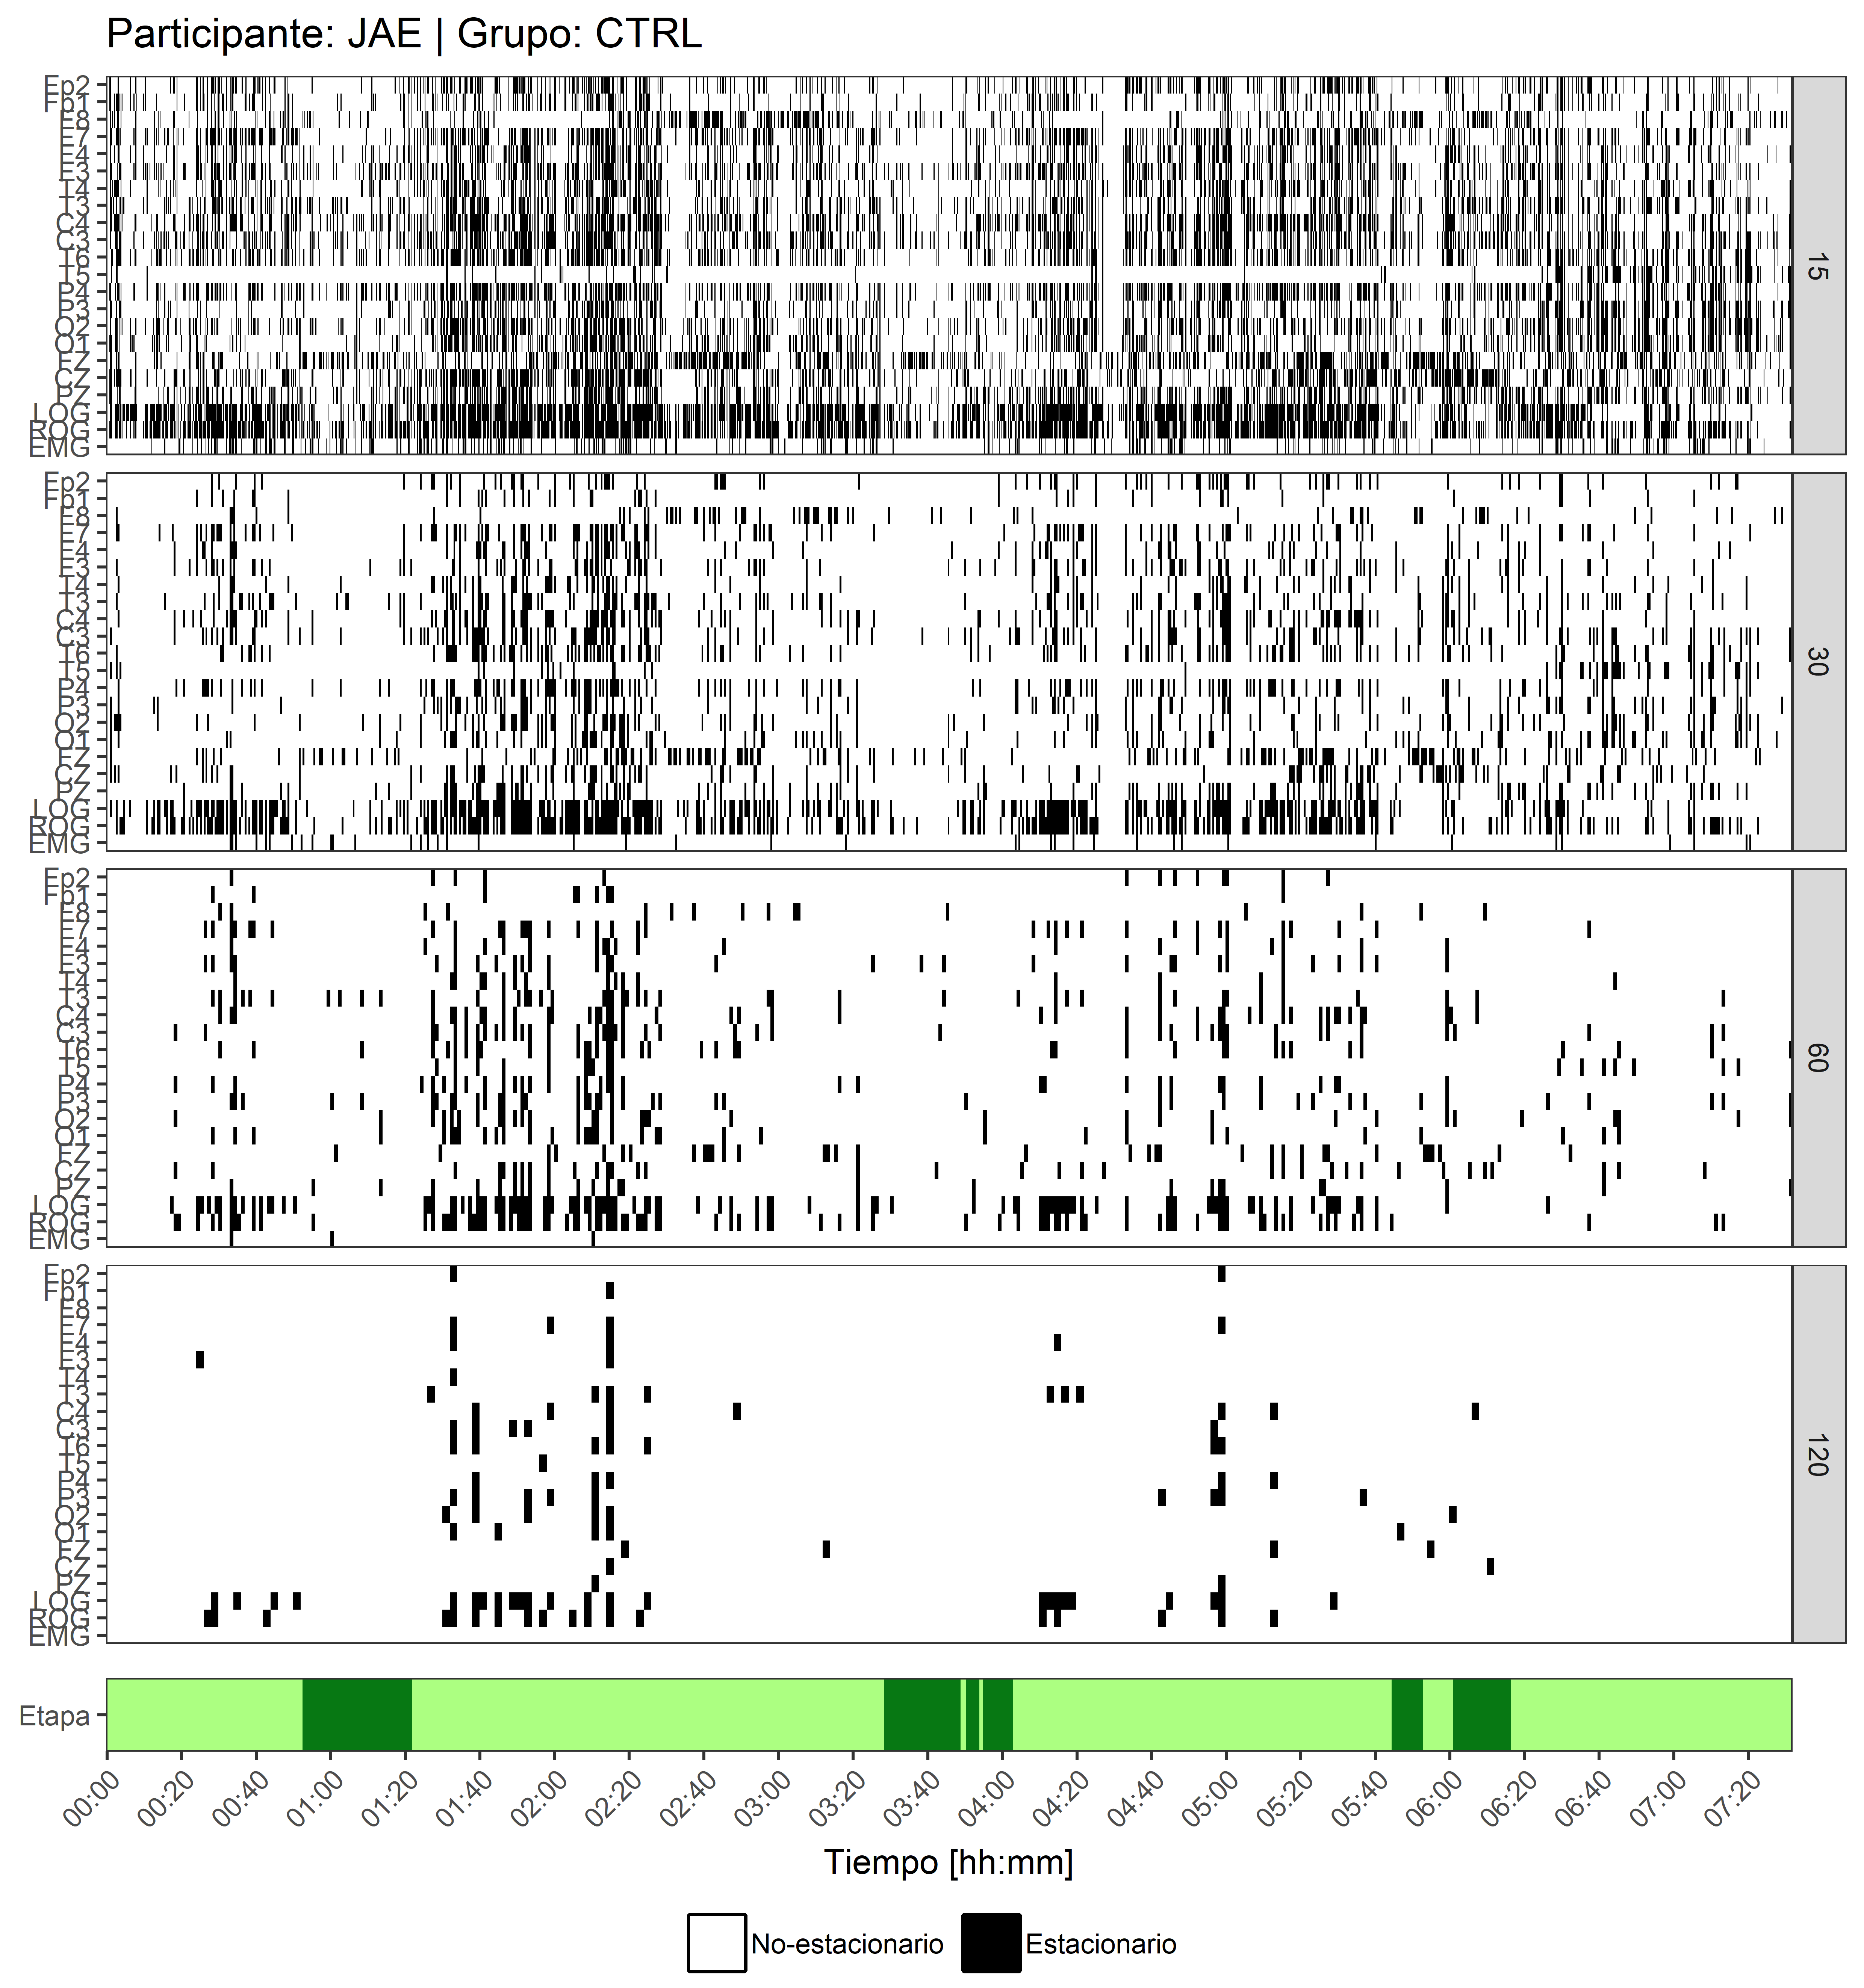 Participante: JAE | Grupo: CTRL
Fp2
Fp1
F8
F7
F4
F3
T4
T3
C4
C3
T6
T5
P4
P3
O2
O1
FZ
CZ
PZ
LOG
ROG
EMG
15
Fp2
Fp1
F8
F7
F4
F3
T4
T3
C4
C3
T6
T5
P4
P3
O2
O1
FZ
CZ
PZ
LOG
ROG
EMG
30
Fp2
Fp1
F8
F7
F4
F3
T4
T3
C4
C3
T6
T5
P4
P3
O2
O1
FZ
CZ
PZ
LOG
ROG
EMG
60
Fp2
Fp1
F8
F7
F4
F3
T4
T3
C4
C3
T6
T5
P4
P3
O2
O1
FZ
CZ
PZ
LOG
ROG
EMG
120
Etapa
00:00 00:20 00:40 01:00 01:20 01:40 02:00 02:20 02:40 03:00 03:20 03:40 04:00 04:20 04:40 05:00 05:20 05:40 06:00 06:20 06:40 07:00 07:20
Tiempo [hh:mm]
No-estacionario Estacionario